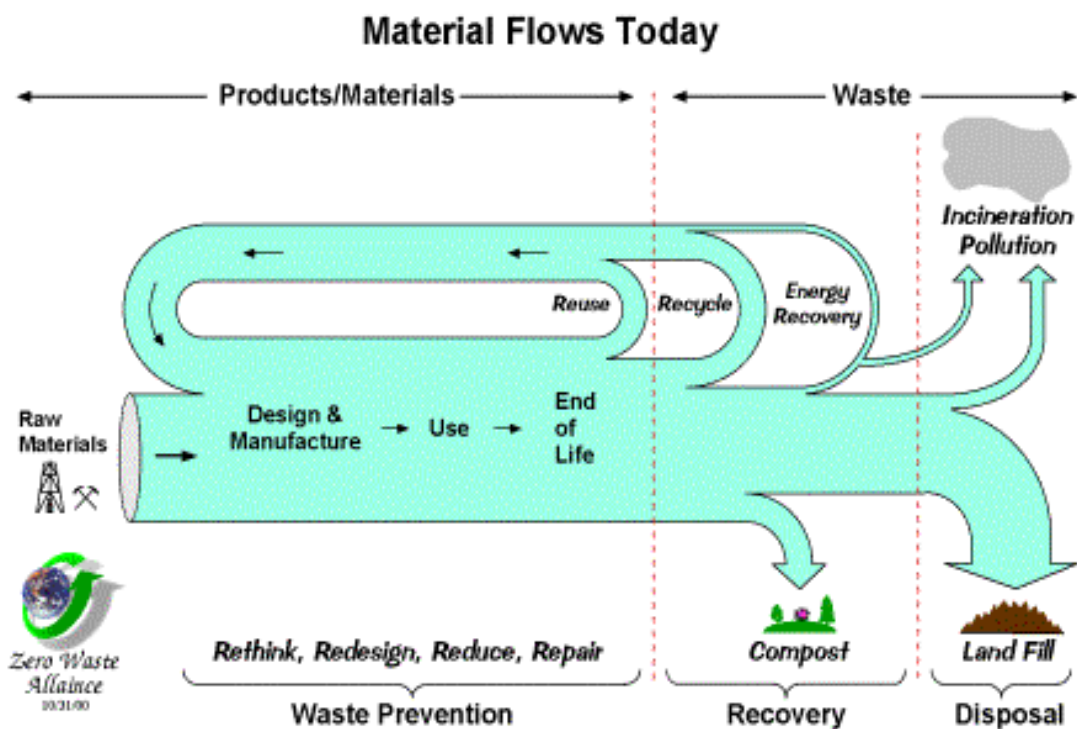 Material Flows Today
Products/Materials
Waste
Incineration
Pollution
Reuse
Recycle
Energy
Recovery
Raw
Materials
Design &
Manufacture
Use
End
of
Life
Zero Waste
Allaince
10/31/00
Rethink, Redesign, Reduce, Repair
Compost
Land Fill
Waste Prevention
Recovery
Disposal